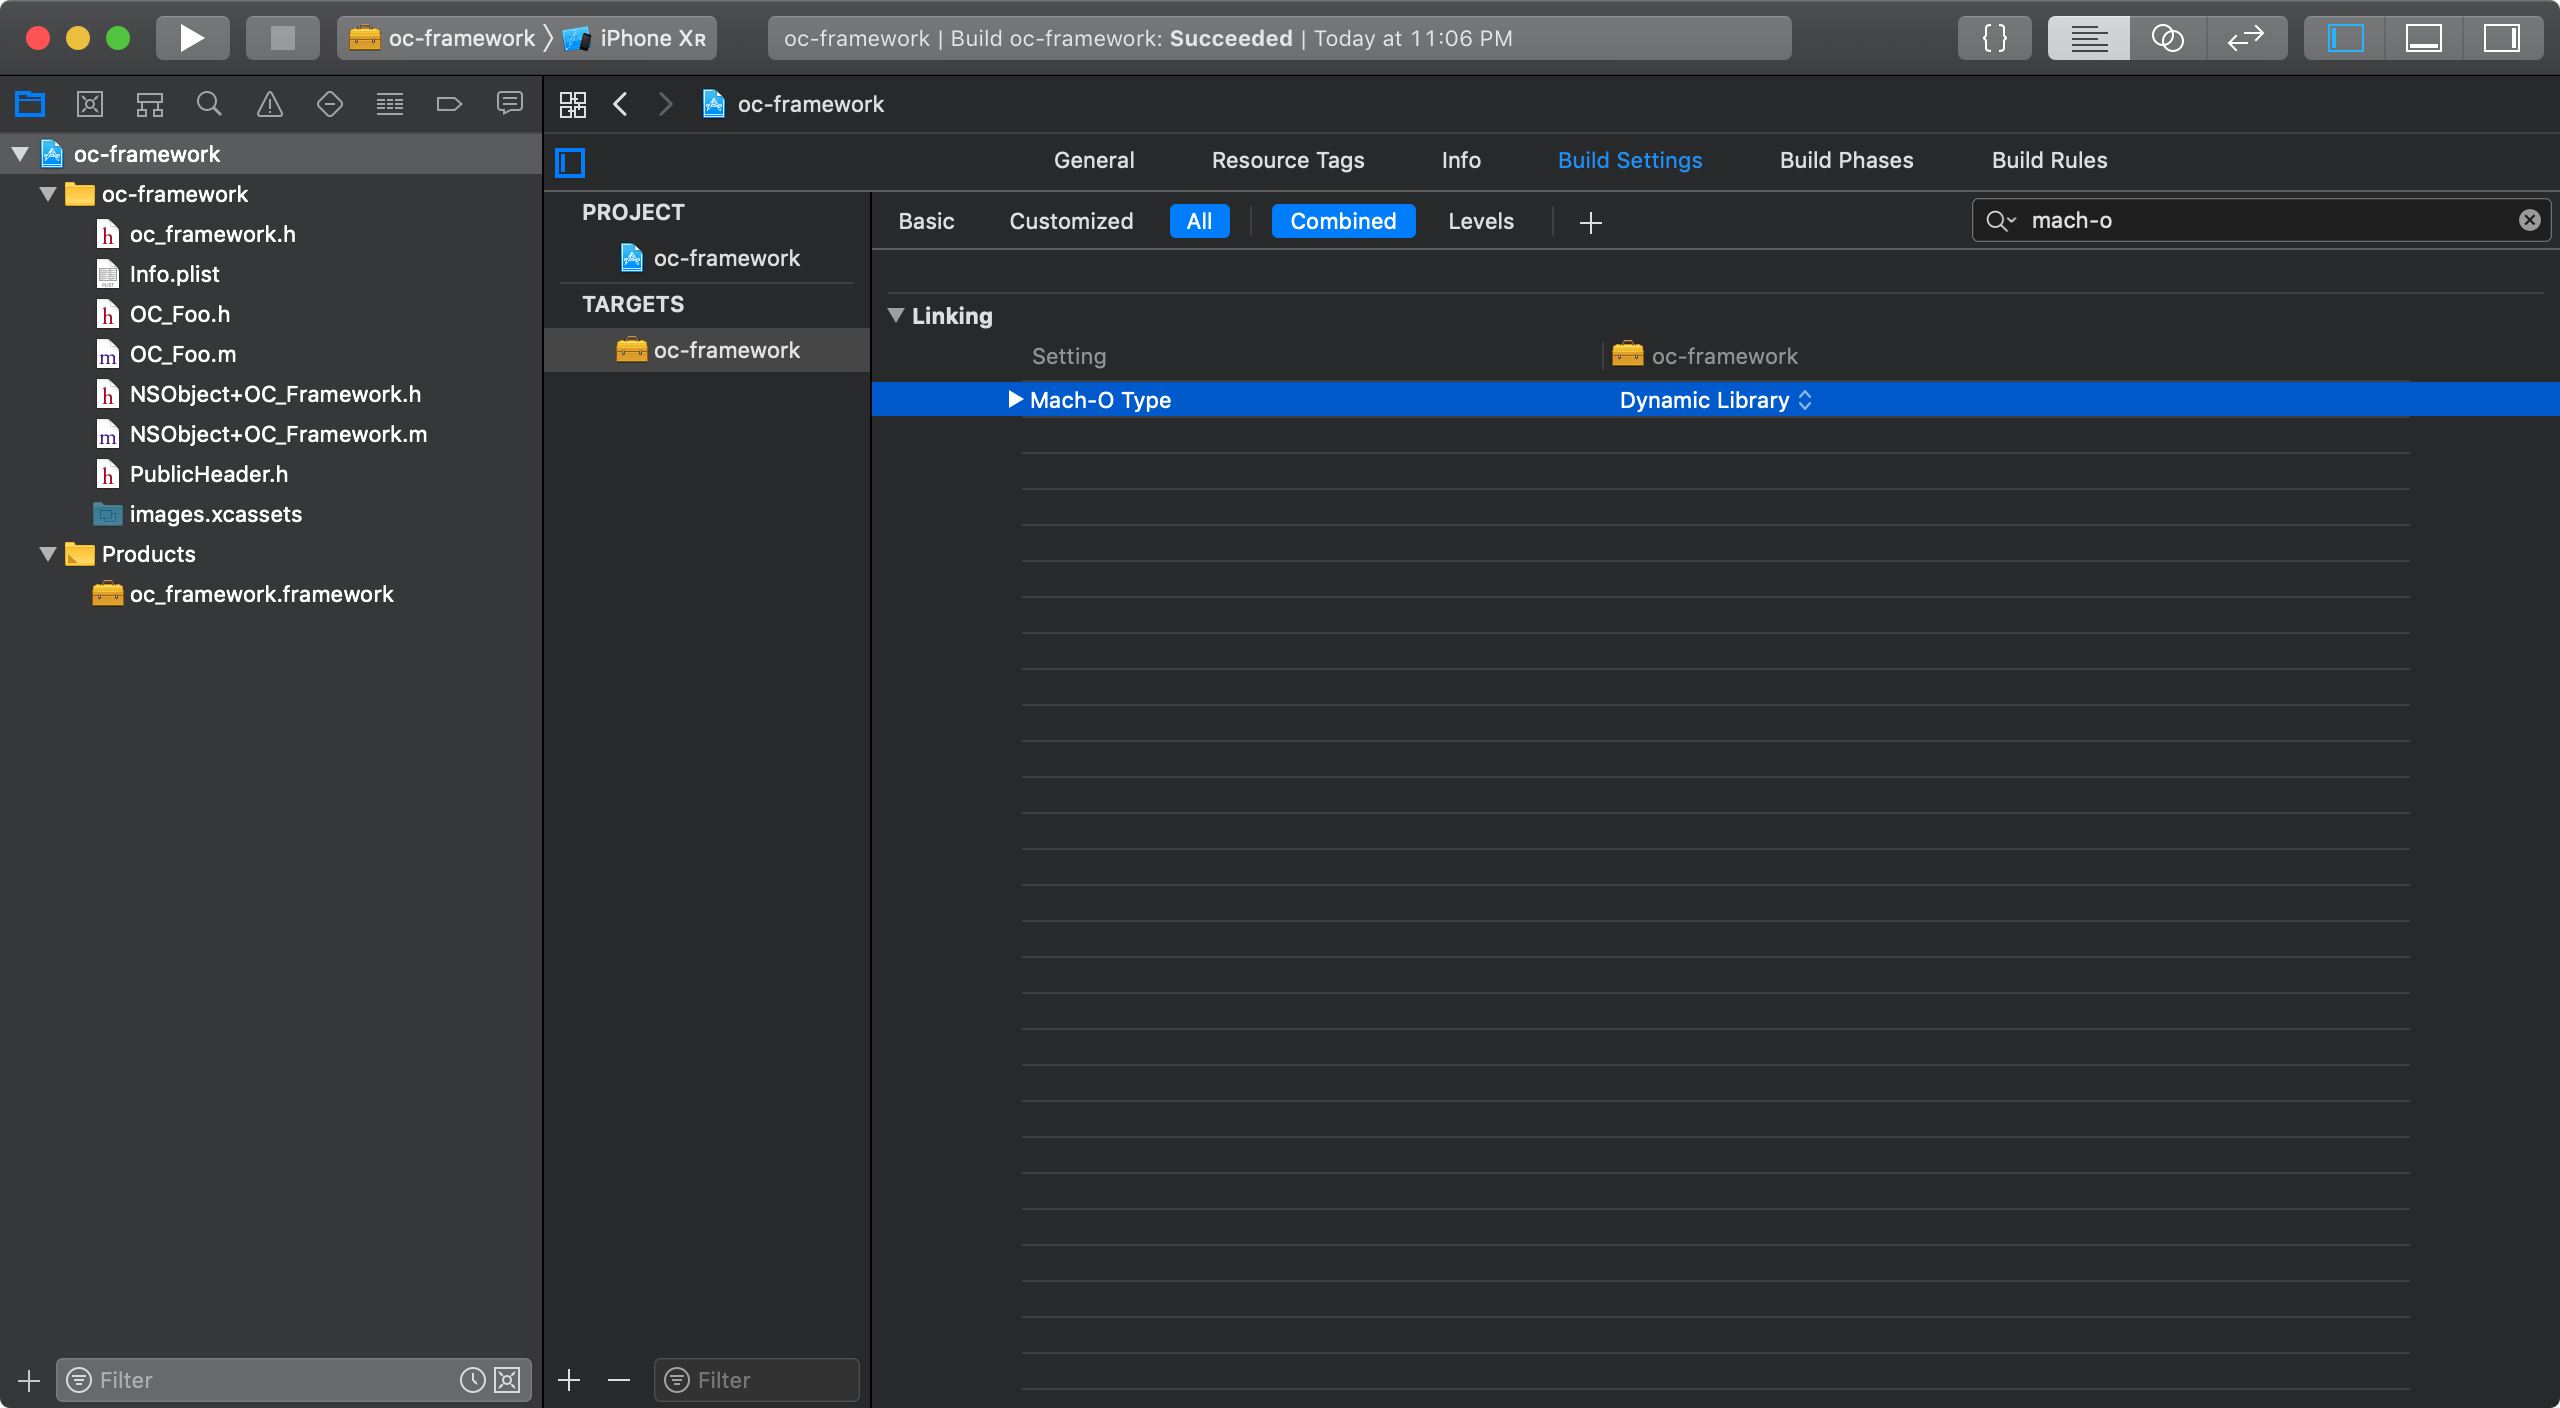 oc-framework 〉 iPhone Xʀ
oc-framework | Build oc-framework: Succeeded | Today at 11:06 PM
{ }
oc-framework
oc-framework
oc_framework.h
Info.plist
OC_Foo.h
OC_Foo.m
NSObject+OC_Framework.h
NSObject+OC_Framework.m
PublicHeader.h
images.xcassets
Products
oc_framework.framework
Filter
oc-framework
General Resource Tags Info Build Settings Build Phases Build Rules
PROJECT
oc-framework
TARGETS
oc-framework
Filter
Basic Customized All Combined Levels + mach-o
Linking
Setting oc-framework
Mach-O Type Dynamic Library